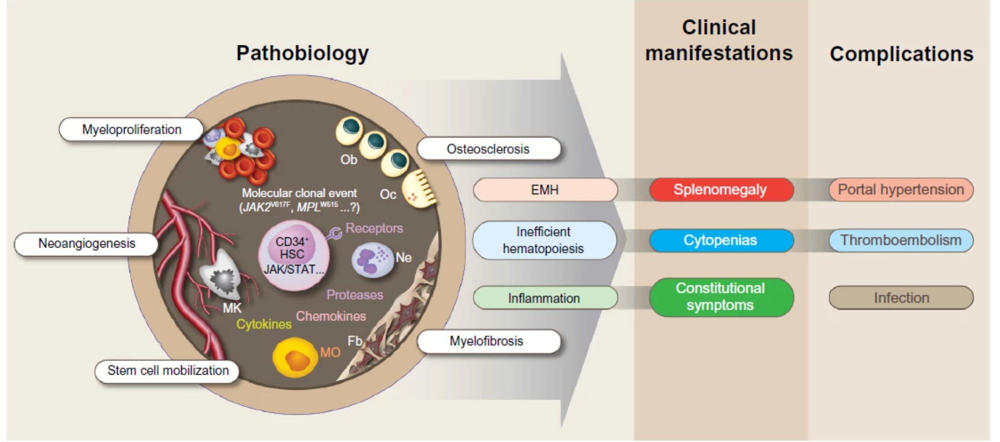 Pathobiology
Clinical
manifestations
Complications
Myeloproliferation
Osteosclerosis
Ob
Oc
Molecular clonal event
(JAK2V617F, MPLW515 ...?)
EMH
Splenomegaly
Portal hypertension
Neoangiogenesis
Receptors
CD34+
HSC
JAK/STAT...
Ne
Inefficient
hematopoiesis
Cytopenias
Thromboembolism
Proteases
MK
Chemokines
Cytokines
Inflammation
Constitutional
symptoms
Infection
Fb
MO
Myelofibrosis
Stem cell mobilization